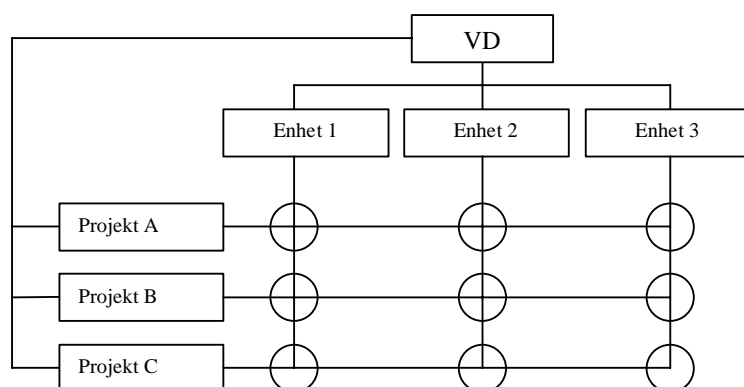 VD
Enhet 1
Enhet 2
Enhet 3
Projekt A
Projekt B
Projekt C